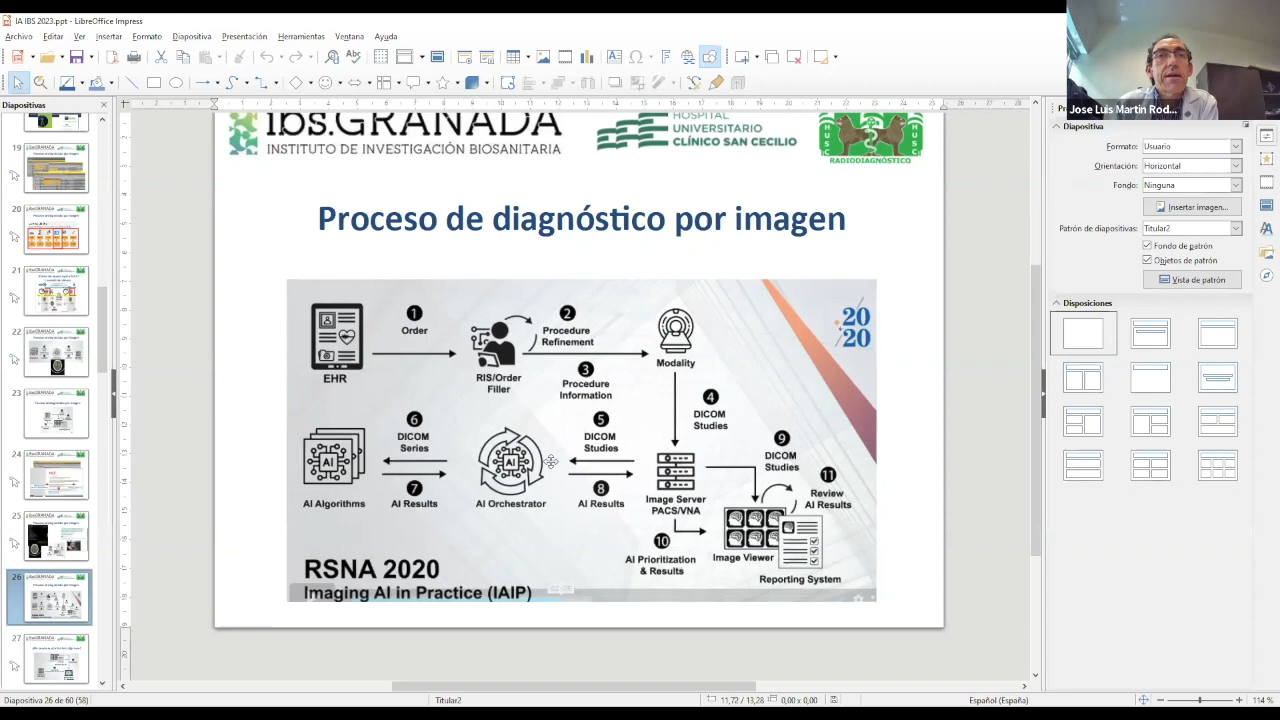 IA IBS 2023.ppt - LibreOffice Impress
Archivo Editar Ver Insertar Formato Diapositiva Presentación Herramientas Ventana Ayuda
Jose Luis Martín Rod...
Diapositivas
19
20
21
22
23
24
25
26
27
ibs.GRANADA
INSTITUTO DE INVESTIGACIÓN BIOSANITARIA
HOSPITAL
UNIVERSITARIO
CLÍNICO SAN CECILIO
HUSC
HUSC
RADIODIAGNÓSTICO
Proceso de diagnóstico por imagen
20
20
1
Order
2
Procedure
Refinement
EHR
RIS/Order
Filler
3
Procedure
Information
Modality
4
DICOM
Studies
6
DICOM
Series
5
DICOM
Studies
9
DICOM
Studies
AI
AI
AI Algorithms
7
AI Results
AI Orchestrator
8
AI Results
Image Server
PACS/VNA
11
Review
AI Results
10
AI Prioritization
& Results
Image Viewer
Reporting System
RSNA 2020
Imaging AI in Practice (IAIP)
Diapositiva
Formato: Usuario
Orientación: Horizontal
Fondo: Ninguna
Insertar imagen...
Patrón de diapositivas: Titular2
Fondo de patrón
Objetos de patrón
Vista de patrón
Disposiciones
Diapositiva 26 de 60 (58)
Titular2
11,72 / 13,28
0,00 x 0,00
Español (España)
114 %